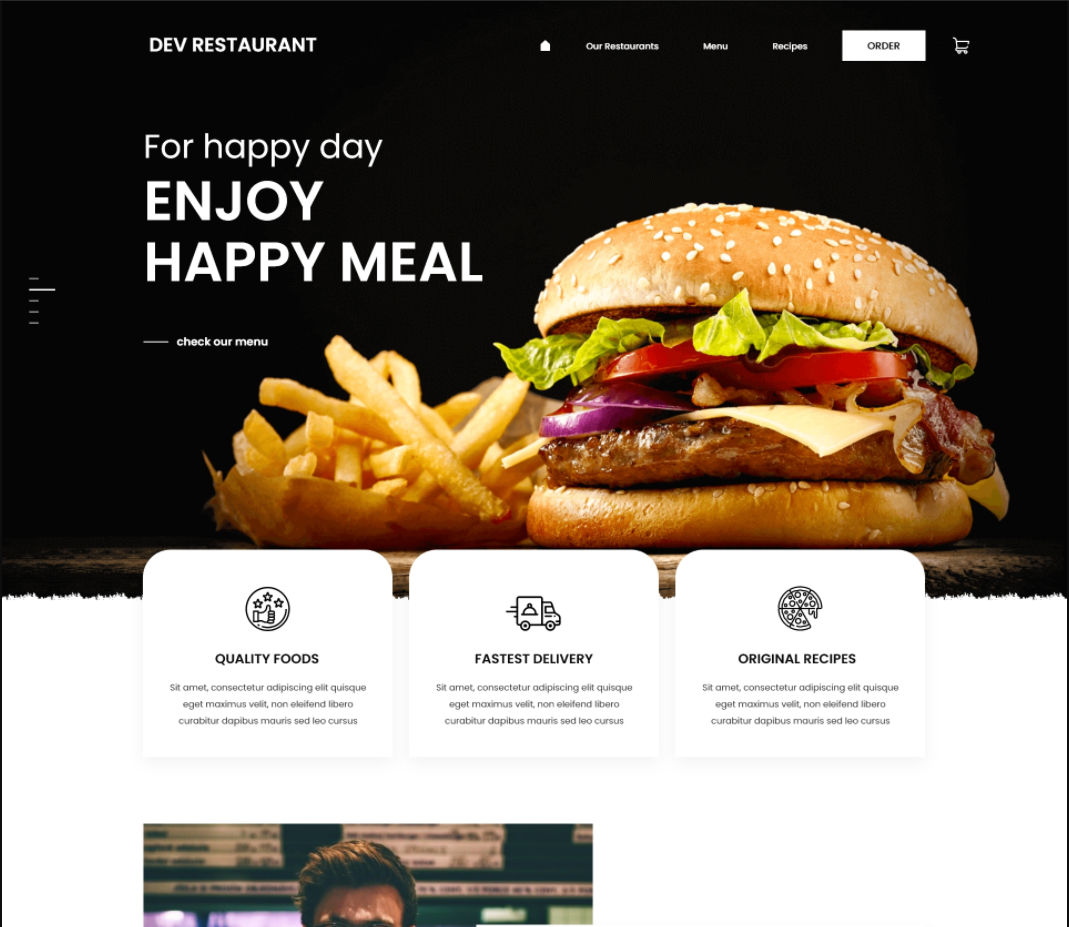 DEV RESTAURANT
Our Restaurants
Menu
Recipes
ORDER
For happy day
ENJOY
HAPPY MEAL
check our menu
QUALITY FOODS
Sit amet, consectetur adipiscing elit quisque
eget maximus velit, non eleifend libero
curabitur dapibus mauris sed leo cursus
FASTEST DELIVERY
Sit amet, consectetur adipiscing elit quisque
eget maximus velit, non eleifend libero
curabitur dapibus mauris sed leo cursus
ORIGINAL RECIPES
Sit amet, consectetur adipiscing elit quisque
eget maximus velit, non eleifend libero
curabitur dapibus mauris sed leo cursus